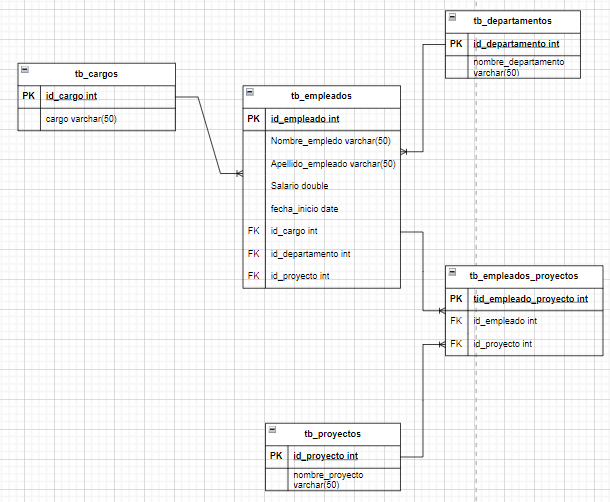 tb_departamentos
PK id_departamento int
nombre_departamento
varchar(50)
tb_cargos
PK id_cargo int
cargo varchar(50)
tb_empleados
PK id_empleado int
Nombre_empledo varchar(50)
Apellido_empleado varchar(50)
Salario double
fecha_inicio date
FK id_cargo int
FK id_departamento int
FK id_proyecto int
tb_empleados_proyectos
PK tid_empleado_proyecto int
FK id_empleado int
FK id_proyecto int
tb_proyectos
PK id_proyecto int
nombre_proyecto
varchar(50)